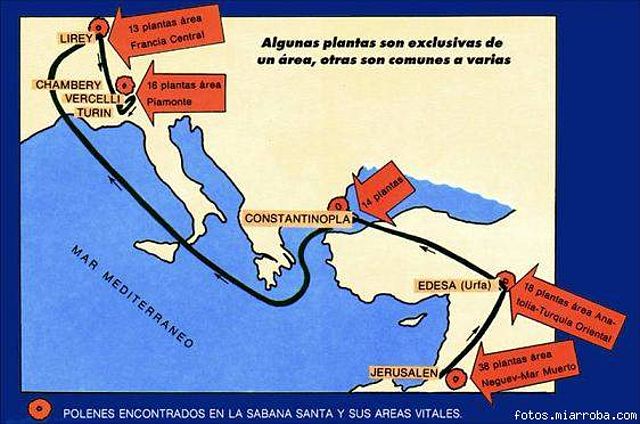 LIREY
13 plantas área
Francia Central
Algunas plantas son exclusivas de
un área, otras son comunes a varias
CHAMBERY
VERCELLI
TURIN
16 plantas área
Piamonte
14 plantas
CONSTANTINOPLA
MAR MEDITERRANEO
EDESA (Urfa)
18 plantas área Ana-
tolia-Turquía Oriental
JERUSALEN
38 plantas área
Neguev-Mar Muerto
POLENES ENCONTRADOS EN LA SABANA SANTA Y SUS AREAS VITALES.
fotos.miarroba.com